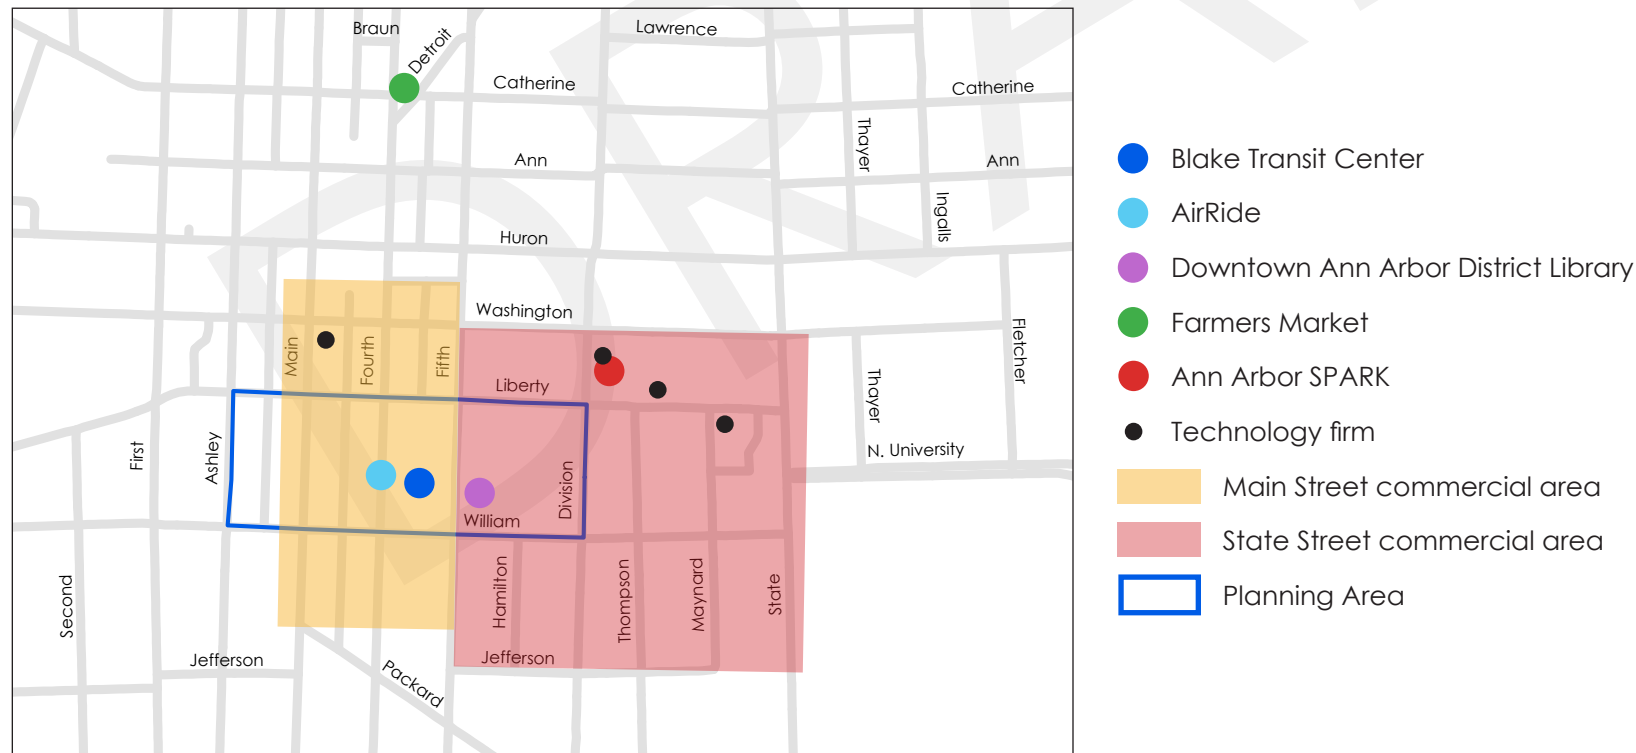 Braun
Detroit
Lawrence
Catherine
Catherine
Thayer
Ann
Ann
Ingalls
Huron
Washington
Main
Fourth
Fifth
Fletcher
Liberty
Thayer
First
Ashley
Division
N. University
William
Second
Hamilton
Thompson
Maynard
State
Jefferson
Jefferson
Packard
Blake Transit Center
AirRide
Downtown Ann Arbor District Library
Farmers Market
Ann Arbor SPARK
Technology firm
Main Street commercial area
State Street commercial area
Planning Area